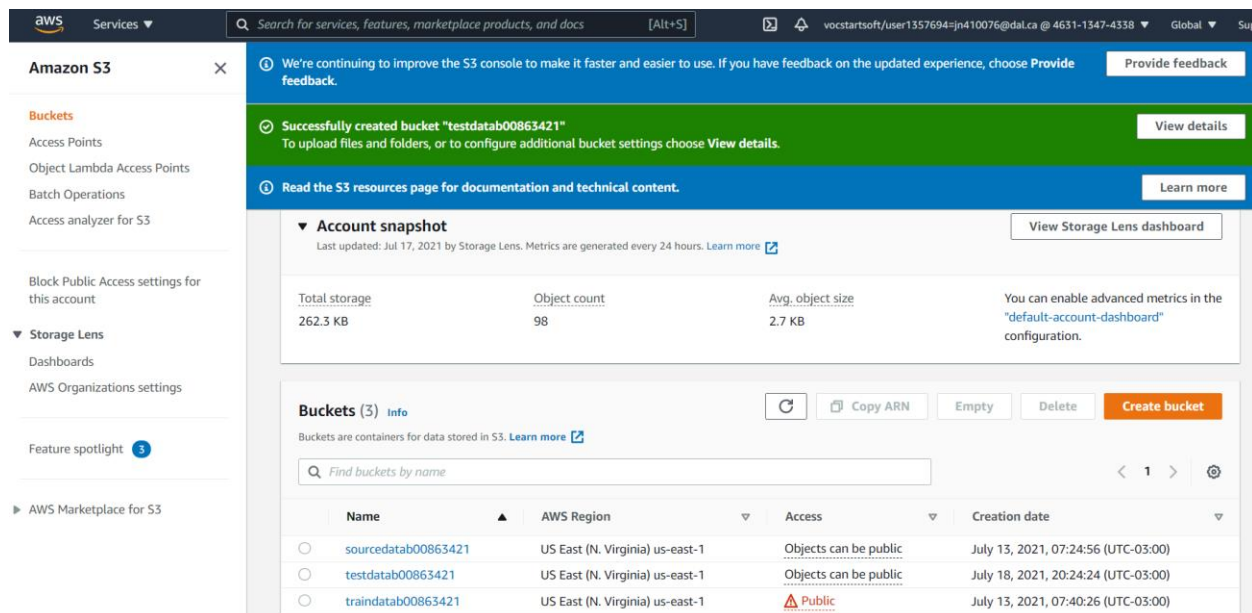 aws Services ▼ Search for services, features, marketplace products, and docs [Alt+S] vocstartsoft/user1357694=jn410076@dal.ca @ 4631-1347-4338 ▼ Global ▼
Amazon S3
Buckets
Access Points
Object Lambda Access Points
Batch Operations
Access analyzer for S3
Block Public Access settings for
this account
Storage Lens
Dashboards
AWS Organizations settings
Feature spotlight 3
AWS Marketplace for S3
We're continuing to improve the S3 console to make it faster and easier to use. If you have feedback on the updated experience, choose Provide
feedback.
Provide feedback
Successfully created bucket "testdatab00863421"
To upload files and folders, or to configure additional bucket settings choose View details.
View details
Read the S3 resources page for documentation and technical content.
Learn more
Account snapshot
Last updated: Jul 17, 2021 by Storage Lens. Metrics are generated every 24 hours. Learn more
View Storage Lens dashboard
Total storage Object count Avg. object size
262.3 KB 98 2.7 KB
You can enable advanced metrics in the
"default-account-dashboard"
configuration.
Buckets (3) Info
Copy ARN Empty Delete Create bucket
Buckets are containers for data stored in S3. Learn more
Find buckets by name
< 1 >
Name AWS Region Access Creation date
sourcedatab00863421 US East (N. Virginia) us-east-1 Objects can be public July 13, 2021, 07:24:56 (UTC-03:00)
testdatab00863421 US East (N. Virginia) us-east-1 Objects can be public July 18, 2021, 20:24:24 (UTC-03:00)
traindatab00863421 US East (N. Virginia) us-east-1 Public July 13, 2021, 07:40:26 (UTC-03:00)